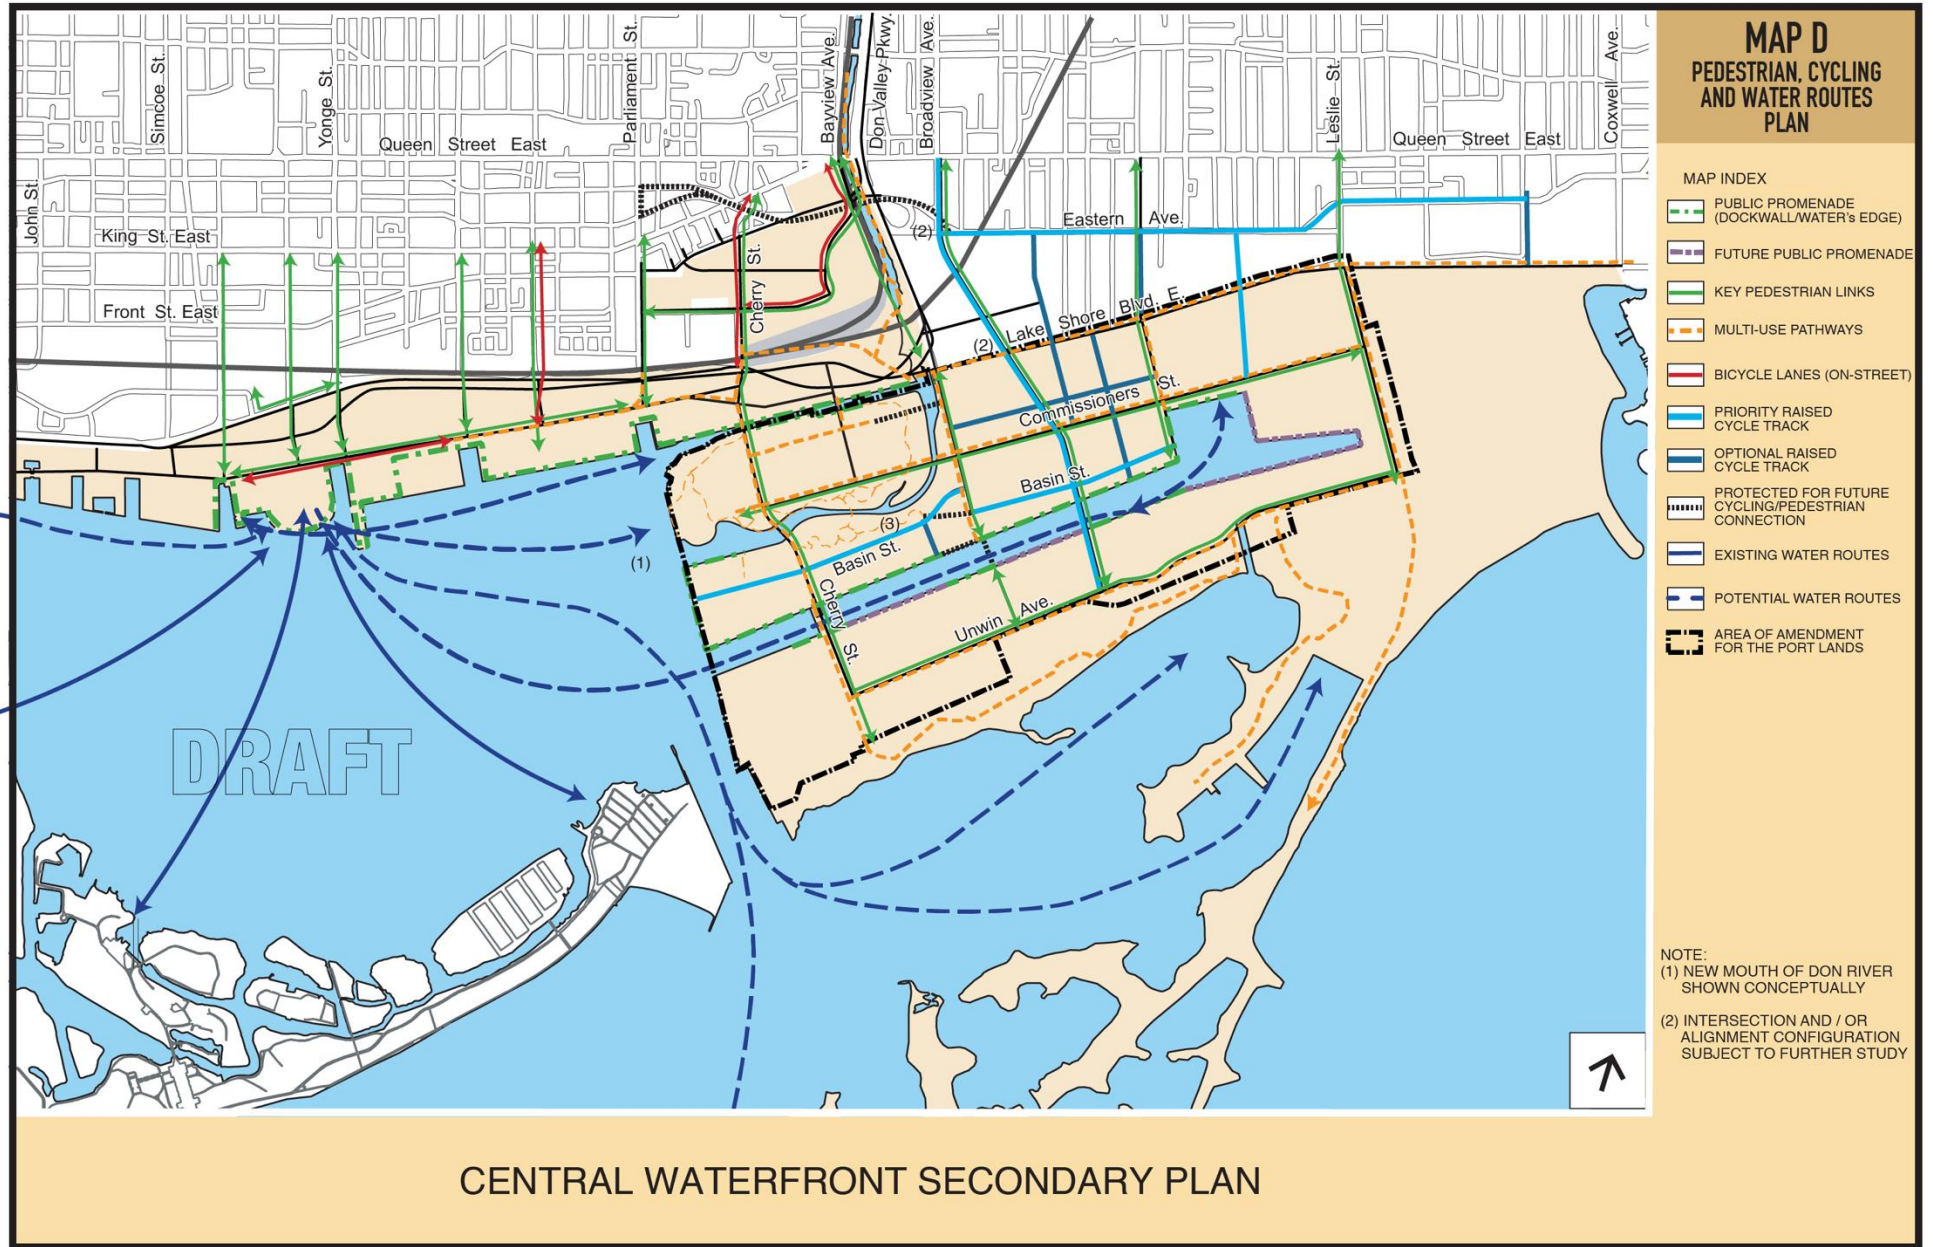 MAP D
PEDESTRIAN, CYCLING
AND WATER ROUTES
PLAN
MAP INDEX
PUBLIC PROMENADE
(DOCKWALL/WATER's EDGE)
FUTURE PUBLIC PROMENADE
KEY PEDESTRIAN LINKS
MULTI-USE PATHWAYS
BICYCLE LANES (ON-STREET)
PRIORITY RAISED
CYCLE TRACK
OPTIONAL RAISED
CYCLE TRACK
PROTECTED FOR FUTURE
CYCLING/PEDESTRIAN
CONNECTION
EXISTING WATER ROUTES
POTENTIAL WATER ROUTES
AREA OF AMENDMENT
FOR THE PORT LANDS
NOTE:
(1) NEW MOUTH OF DON RIVER
SHOWN CONCEPTUALLY
(2) INTERSECTION AND / OR
ALIGNMENT CONFIGURATION
SUBJECT TO FURTHER STUDY
John St.
Simcoe St.
Yonge St.
Parliament St.
Bayview Ave.
Don Valley Pkwy.
Broadview Ave.
Leslie St.
Coxwell Ave.
Queen Street East
Queen Street East
King St. East
Front St. East
Cherry St.
Eastern Ave.
(2)
(2)
Lake Shore Blvd. E.
Commissioners St.
Basin St.
(3)
Basin St.
(1)
Cherry St.
Unwin Ave.
DRAFT
CENTRAL WATERFRONT SECONDARY PLAN